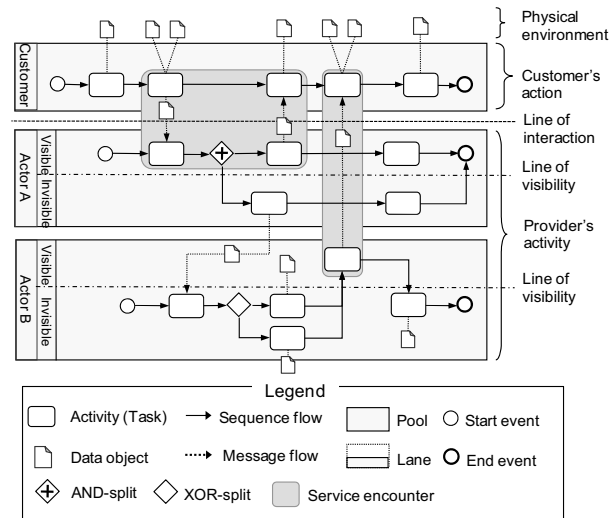 Physical
environment
Customer
Customer's
action
Line of
interaction
Actor A
Visible
Invisible
Line of
visibility
Provider's
activity
Actor B
Visible
Invisible
Line of
visibility
Legend
Activity (Task)
Sequence flow
Pool
Start event
Data object
Message flow
Lane
End event
AND-split
XOR-split
Service encounter